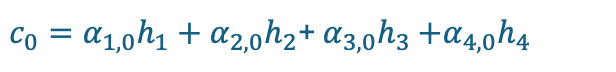 c₀ = α₁,₀h₁ + α₂,₀h₂+ α₃,₀h₃ +α₄,₀h₄